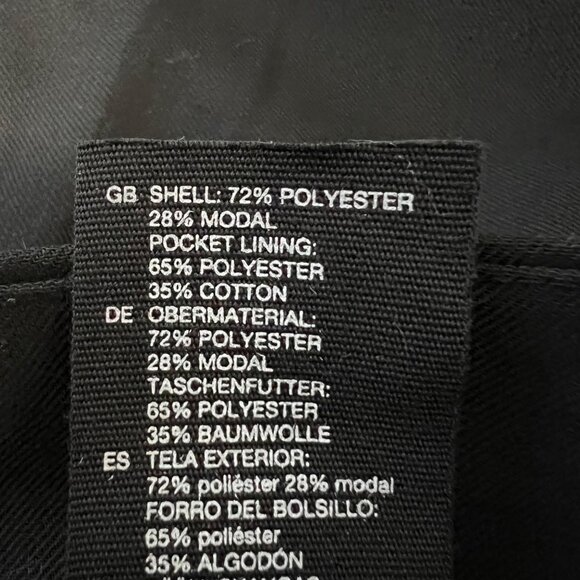 GB SHELL: 72% POLYESTER
28% MODAL
POCKET LINING:
65% POLYESTER
35% COTTON
DE OBERMATERIAL:
72% POLYESTER
28% MODAL
TASCHENFUTTER:
65% POLYESTER
35% BAUMWOLLE
ES TELA EXTERIOR:
72% poliéster 28% modal
FORRO DEL BOLSILLO:
65% poliéster
35% ALGODÓN